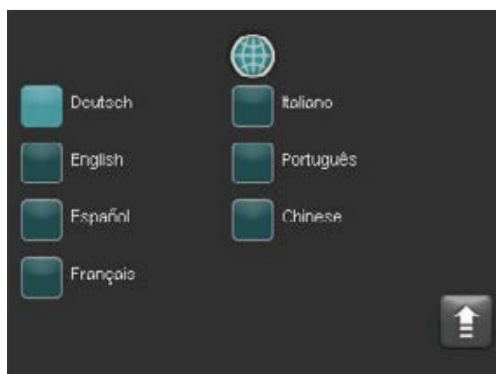 Deutsch
English
Español
Français
Italiano
Português
Chinese